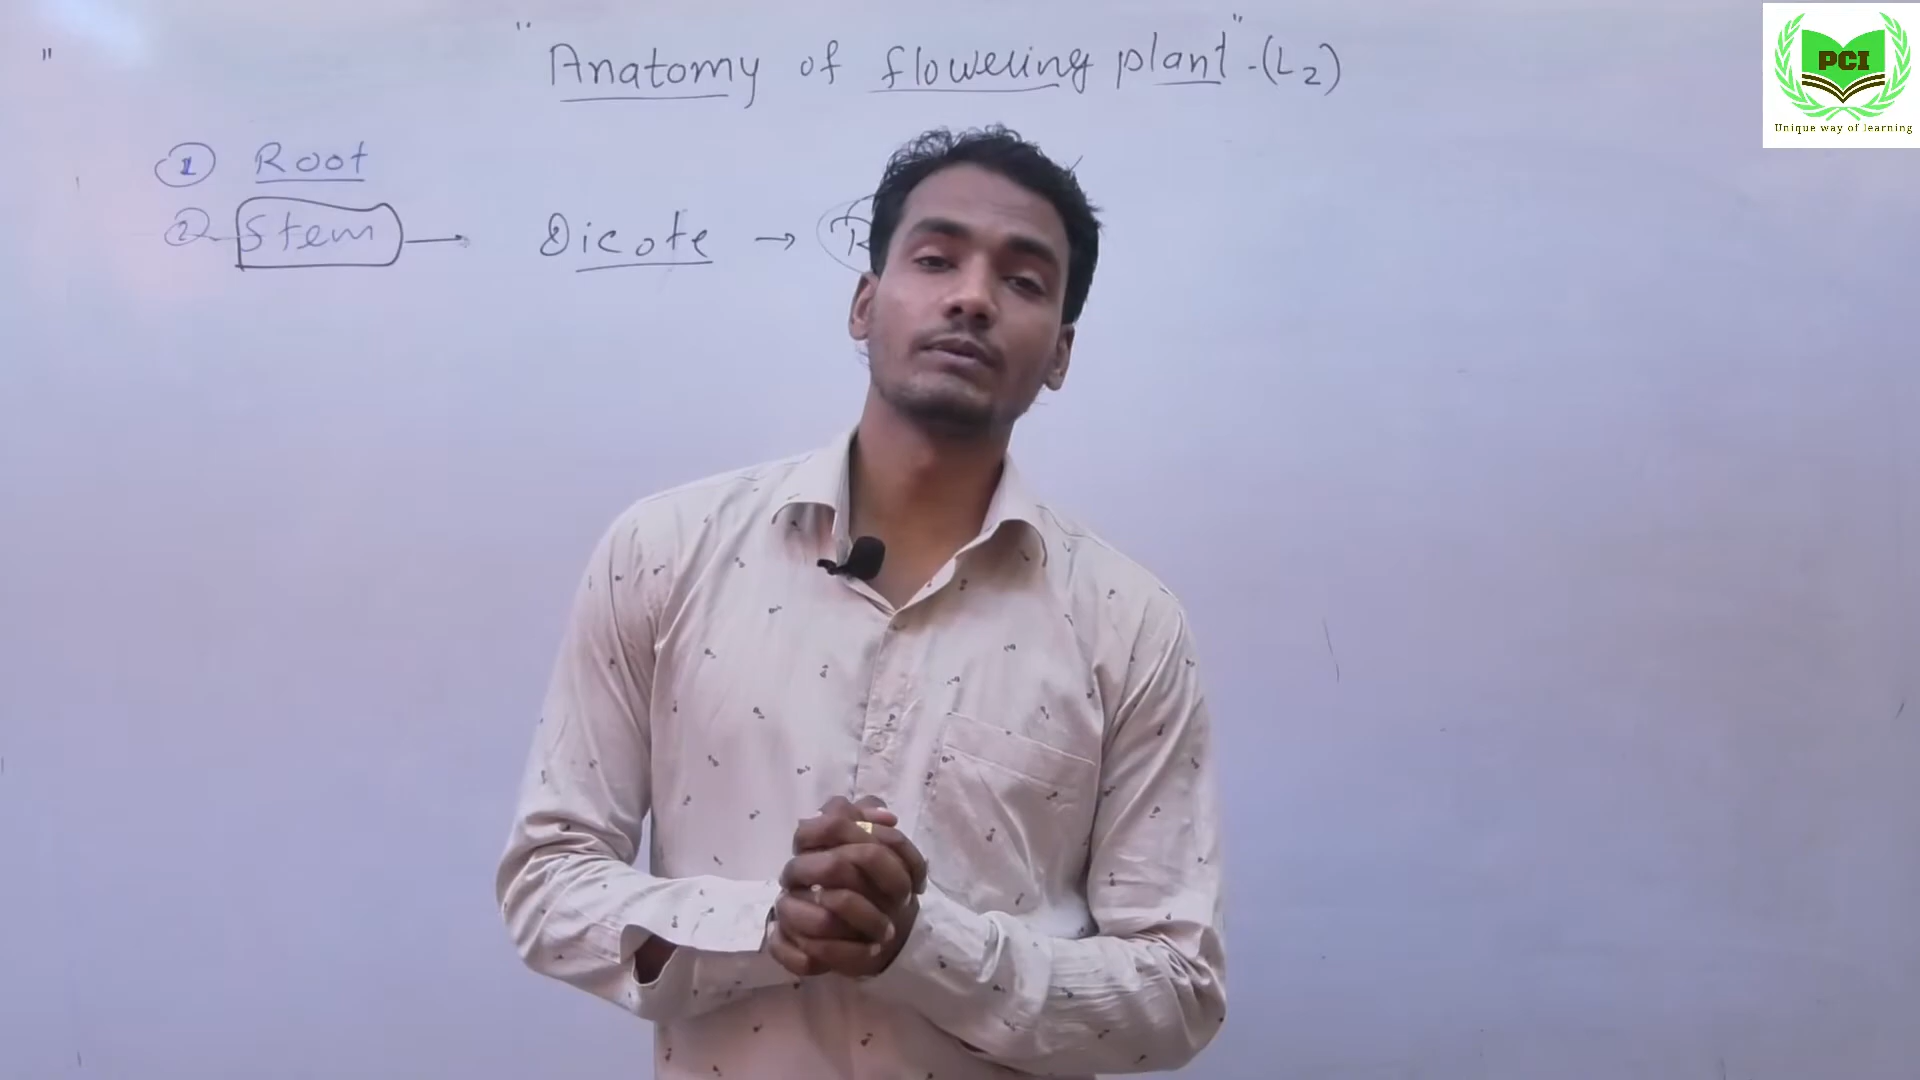 "Anatomy of flowering plant" - (L2)
① Root
② Stem → Dicote →
PCI
Unique way of learning